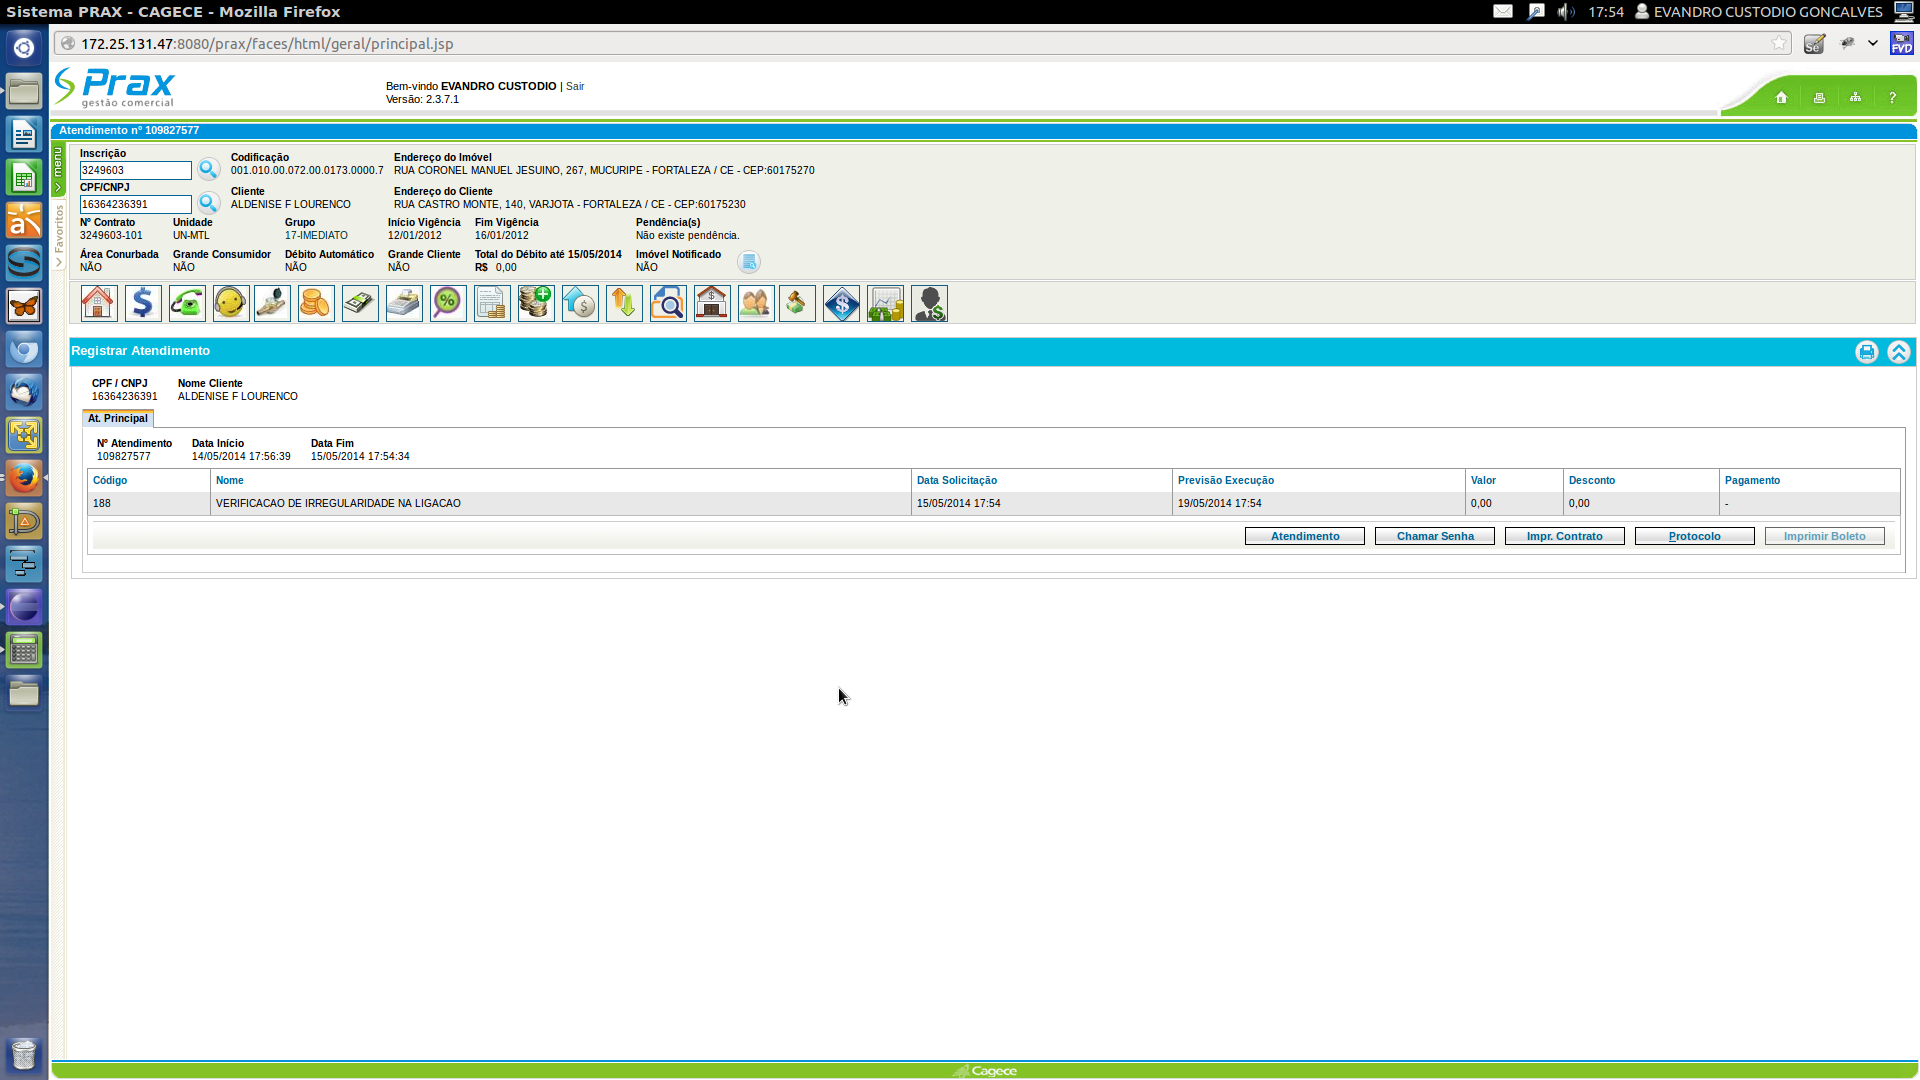 Sistema PRAX - CAGECE - Mozilla Firefox
17:54 EVANDRO CUSTODIO GONCALVES
172.25.131.47:8080/prax/faces/html/geral/principal.jsp
FVD
Prax
gestão comercial
Bem-vindo EVANDRO CUSTODIO | Sair
Versão: 2.3.7.1
?
Atendimento nº 109827577
> menu
> Favoritos
Inscrição
3249603
Codificação
001.010.00.072.00.0173.0000.7
Endereço do Imóvel
RUA CORONEL MANUEL JESUINO, 267, MUCURIPE - FORTALEZA / CE - CEP:60175270
CPF/CNPJ
16364236391
Cliente
ALDENISE F LOURENCO
Endereço do Cliente
RUA CASTRO MONTE, 140, VARJOTA - FORTALEZA / CE - CEP:60175230
Nº Contrato Unidade Grupo Início Vigência Fim Vigência Pendência(s)
3249603-101 UN-MTL 17-IMEDIATO 12/01/2012 16/01/2012 Não existe pendência.
Área Conurbada Grande Consumidor Débito Automático Grande Cliente Total do Débito até 15/05/2014 Imóvel Notificado
NÃO NÃO NÃO NÃO R$ 0,00 NÃO
Registrar Atendimento
CPF / CNPJ Nome Cliente
16364236391 ALDENISE F LOURENCO
At. Principal
Nº Atendimento Data Início Data Fim
109827577 14/05/2014 17:56:39 15/05/2014 17:54:34
Código Nome Data Solicitação Previsão Execução Valor Desconto Pagamento
188 VERIFICACAO DE IRREGULARIDADE NA LIGACAO 15/05/2014 17:54 19/05/2014 17:54 0,00 0,00 -
Atendimento Chamar Senha Impr. Contrato Protocolo Imprimir Boleto
Cagece